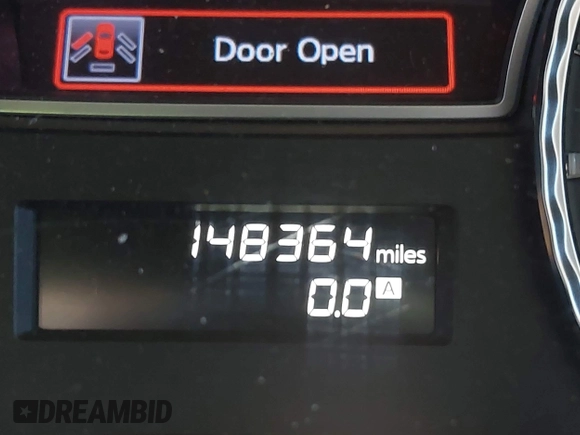 Door Open
148364 miles
0.0 A
DREAMBID